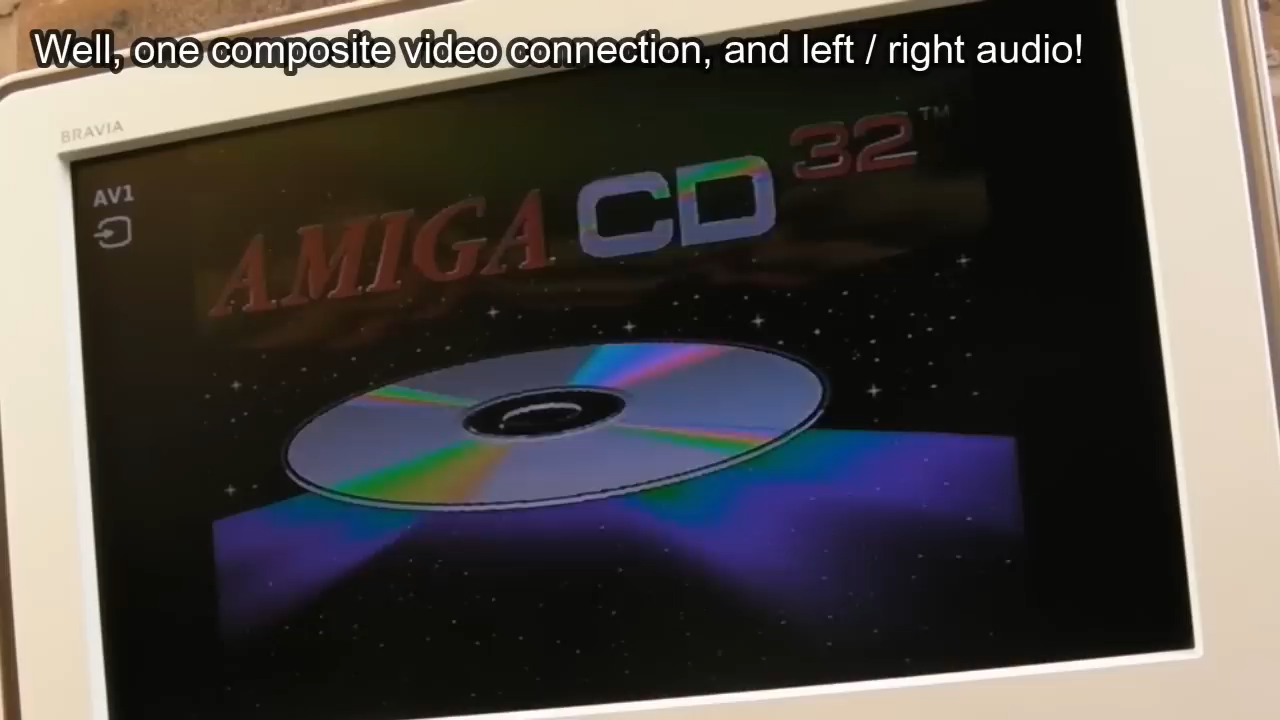 Well, one composite video connection, and left / right audio!
BRAVIA
AV1
AMIGA CD 32™